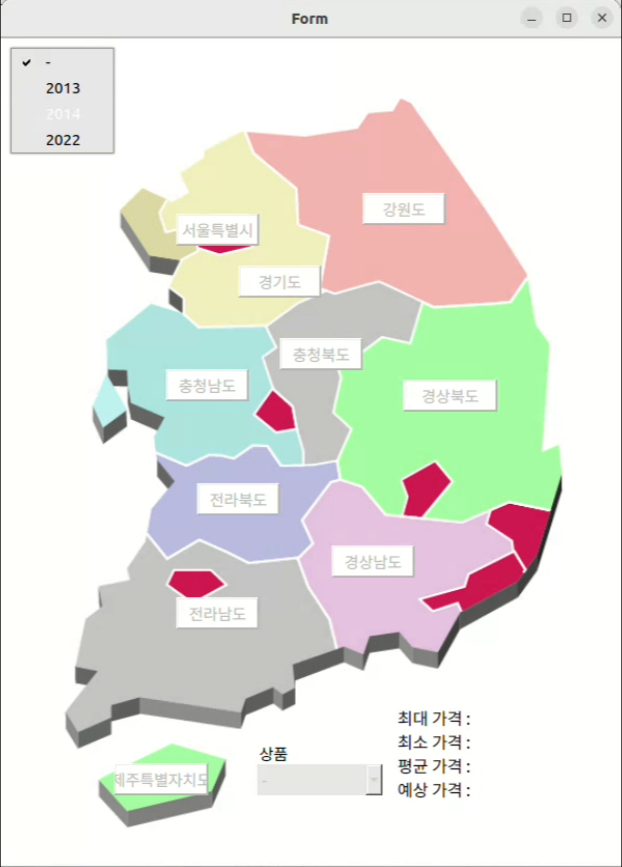 Form
-
2013
2014
2022
강원도
서울특별시
경기도
충청북도
충청남도
경상북도
전라북도
경상남도
전라남도
제주특별자치도
상품
-
최대 가격 :
최소 가격 :
평균 가격 :
예상 가격 :